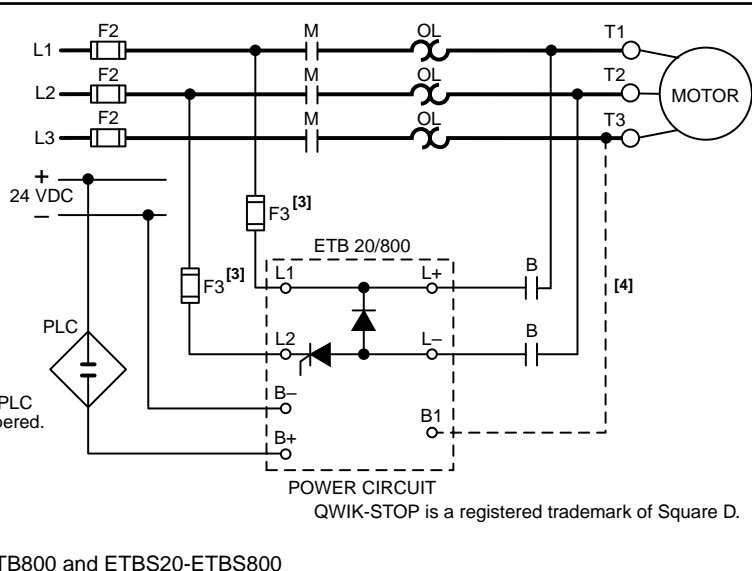 F2 M OL T1
L1
F2 M OL T2
L2
MOTOR
F2 M OL T3
L3
+
24 VDC
–
F3 [3]
ETB 20/800
F3 [3]
L1 L+ B
[4]
PLC
L2 L– B
B–
PLC
B1
B+
POWER CIRCUIT
QWIK-STOP is a registered trademark of Square D.
TB800 and ETBS20-ETBS800